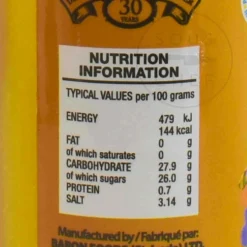 30
YEARS
NUTRITION
INFORMATION
TYPICAL VALUES per 100 grams
ENERGY 479 kJ
144 kcal
FAT 0 g
of which saturates 0 g
CARBOHYDRATE 27.9 g
of which sugars 26.0 g
PROTEIN 0.7 g
SALT 3.14 g
Manufactured by / Fabriqué par:
BARON FOODS LTD